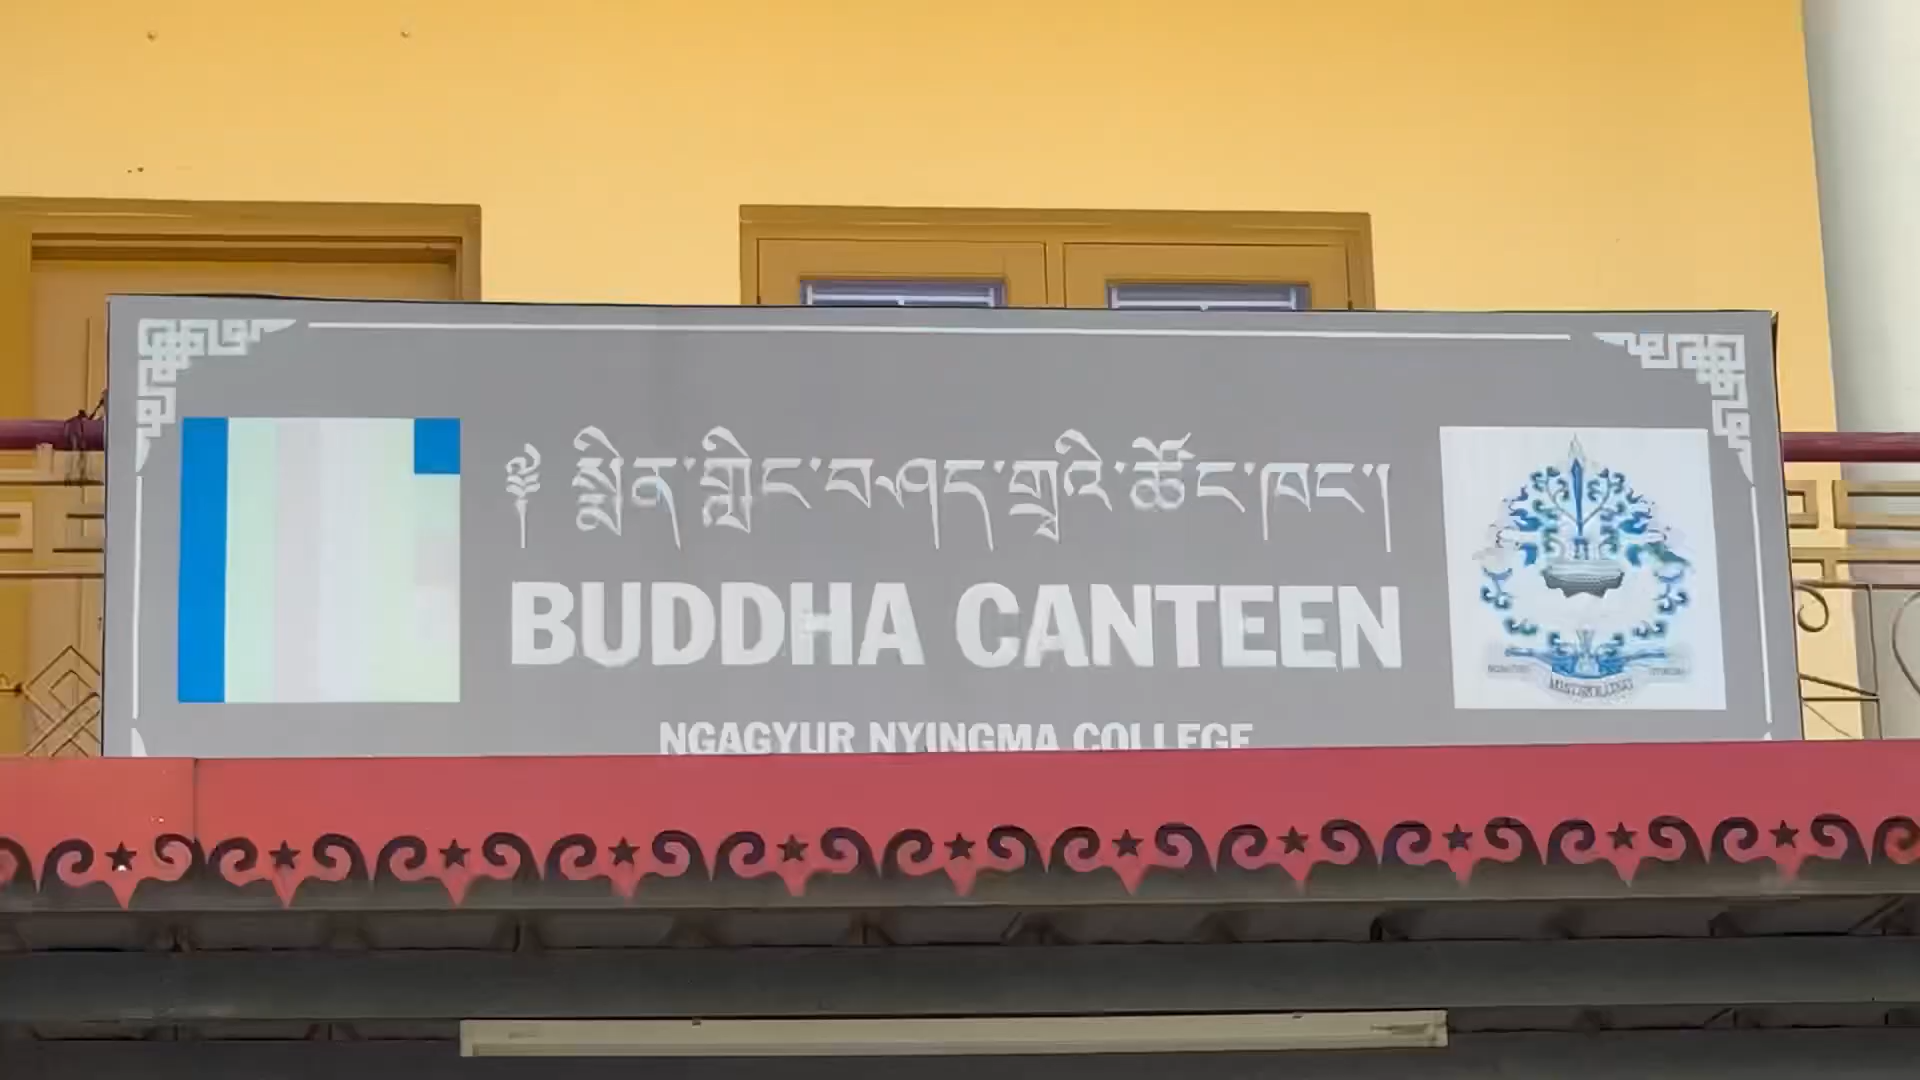 ༈ སྨིན་གླིང་བཤད་གྲྭའི་ཚོང་ཁང་།
BUDDHA CANTEEN
NGAGYUR NYINGMA COLLEGE